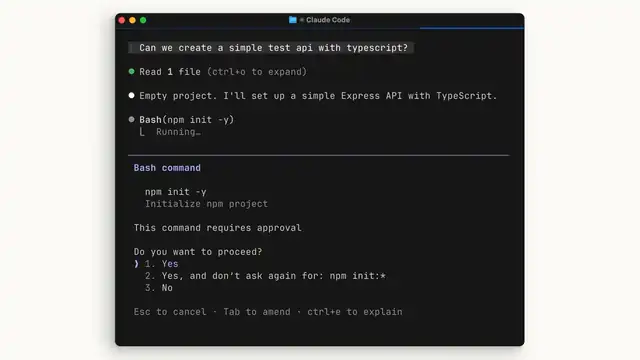 Claude Code
Can we create a simple test api with typescript?
Read 1 file (ctrl+o to expand)
Empty project. I'll set up a simple Express API with TypeScript.
Bash(npm init -y)
Running…
Bash command
npm init -y
Initialize npm project
This command requires approval
Do you want to proceed?
❯ 1. Yes
2. Yes, and don't ask again for: npm init:*
3. No
Esc to cancel · Tab to amend · ctrl+e to explain